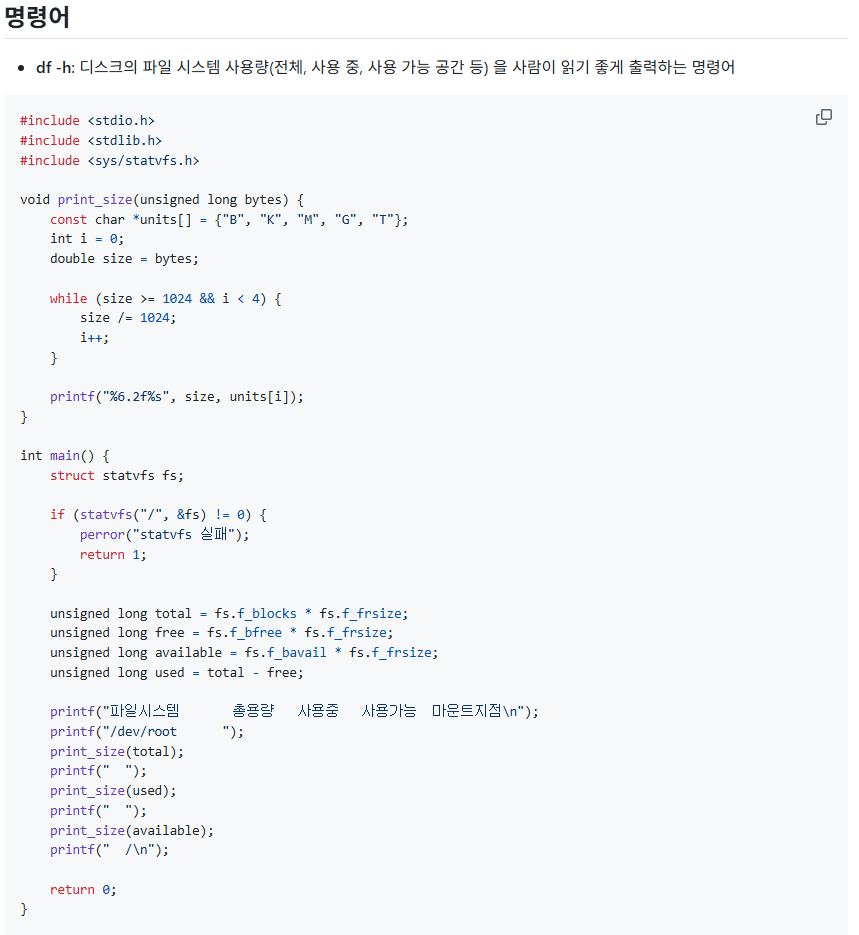 명령어
• df -h: 디스크의 파일 시스템 사용량(전체, 사용 중, 사용 가능 공간 등) 을 사람이 읽기 좋게 출력하는 명령어
#include <stdio.h>
#include <stdlib.h>
#include <sys/statvfs.h>

void print_size(unsigned long bytes) {
    const char *units[] = {"B", "K", "M", "G", "T"};
    int i = 0;
    double size = bytes;

    while (size >= 1024 && i < 4) {
        size /= 1024;
        i++;
    }

    printf("%6.2f%s", size, units[i]);
}

int main() {
    struct statvfs fs;

    if (statvfs("/", &fs) != 0) {
        perror("statvfs 실패");
        return 1;
    }

    unsigned long total = fs.f_blocks * fs.f_frsize;
    unsigned long free = fs.f_bfree * fs.f_frsize;
    unsigned long available = fs.f_bavail * fs.f_frsize;
    unsigned long used = total - free;

    printf("파일시스템       총용량   사용중   사용가능  마운트지점\n");
    printf("/dev/root      ");
    print_size(total);
    printf("  ");
    print_size(used);
    printf("  ");
    print_size(available);
    printf("  /\n");

    return 0;
}